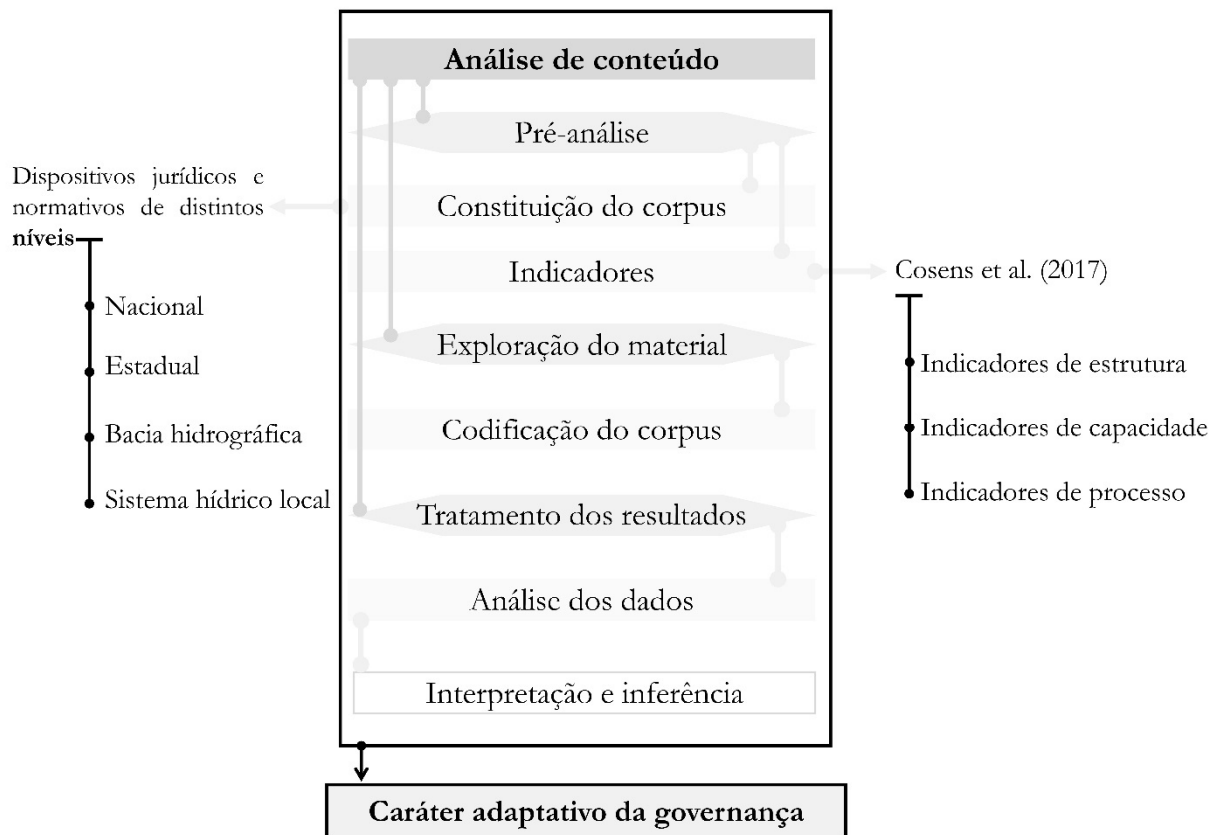 Análise de conteúdo
Pré-análise
Constituição do corpus
Indicadores
Exploração do material
Codificação do corpus
Tratamento dos resultados
Análise dos dados
Interpretação e inferência
Dispositivos jurídicos e
normativos de distintos
níveis
Nacional
Estadual
Bacia hidrográfica
Sistema hídrico local
Cosens et al. (2017)
Indicadores de estrutura
Indicadores de capacidade
Indicadores de processo
Caráter adaptativo da governança